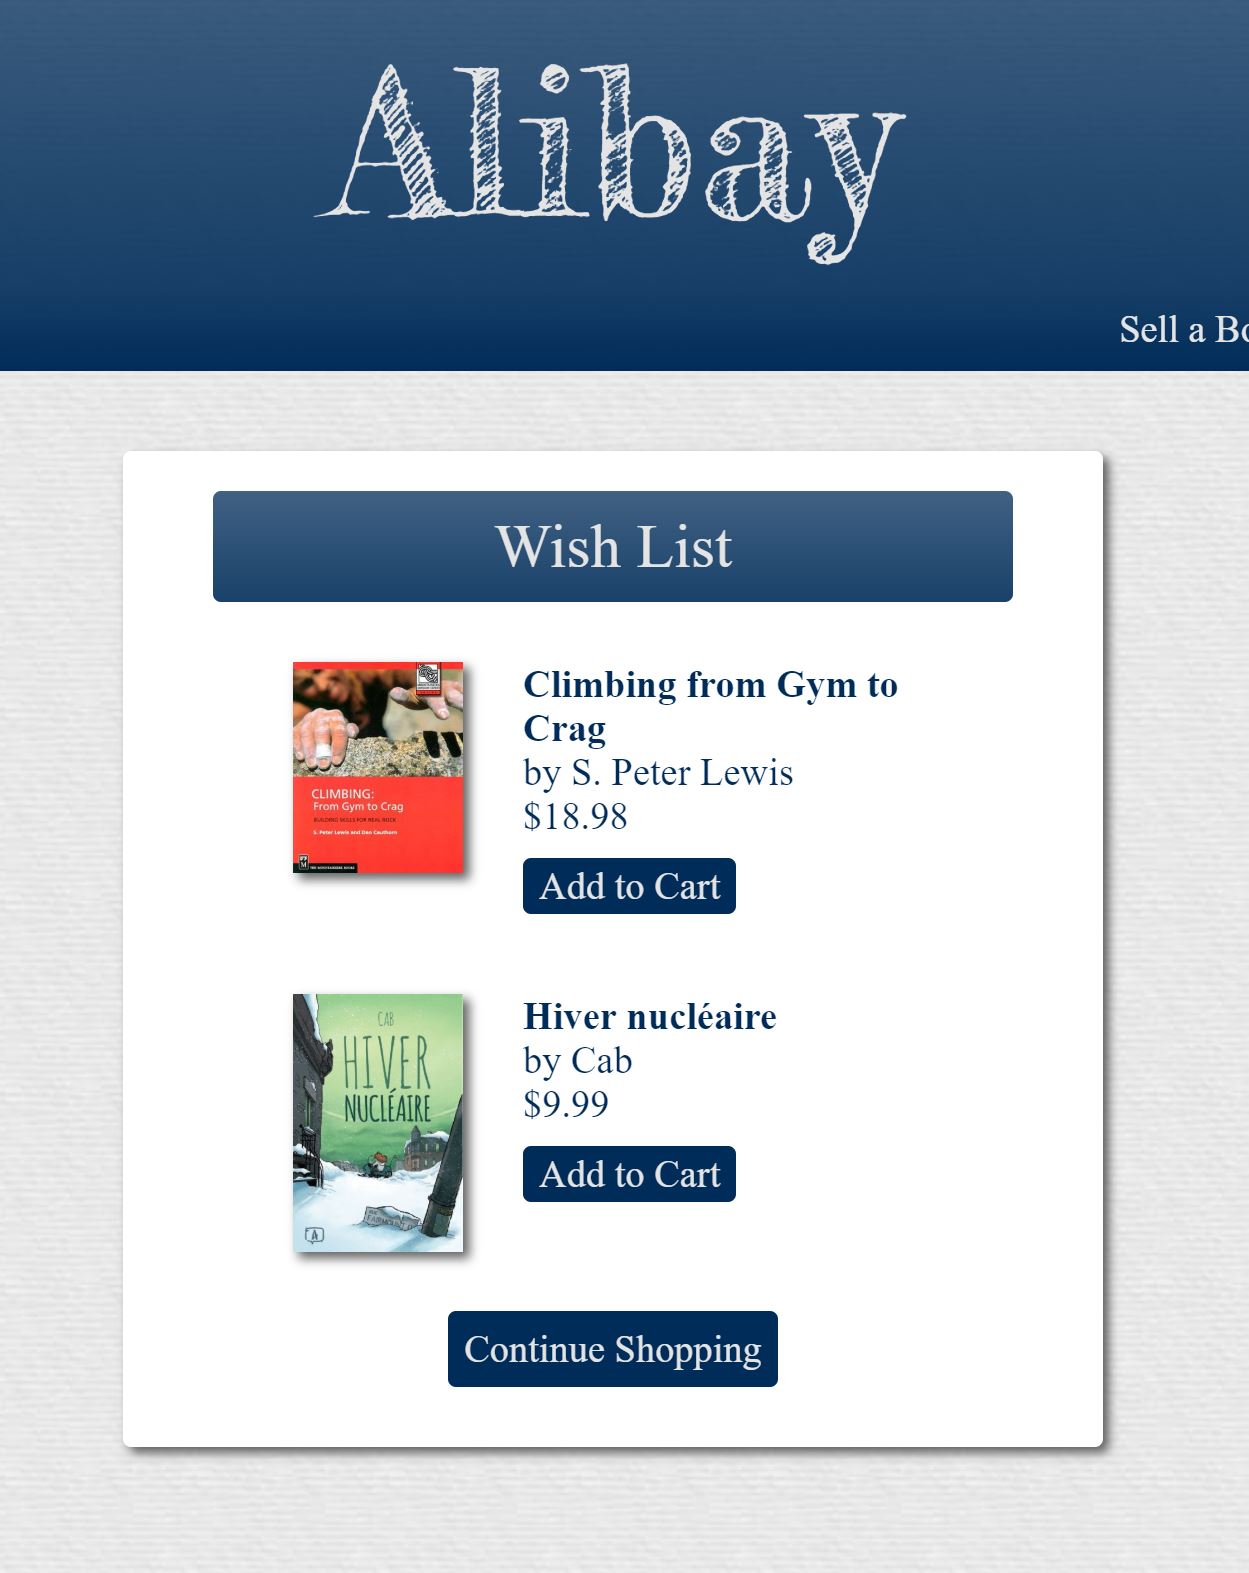 Alibay
Sell a Bo
Wish List
CLIMBING:
From Gym to Crag
BUILDING SKILLS FOR REAL ROCK
S. Peter Lewis and Dan Cauthorn
THE MOUNTAINEERS BOOKS
Climbing from Gym to
Crag
by S. Peter Lewis
$18.98
Add to Cart
CAB
HIVER
NUCLÉAIRE
FAIRMOUNT
A
Hiver nucléaire
by Cab
$9.99
Add to Cart
Continue Shopping